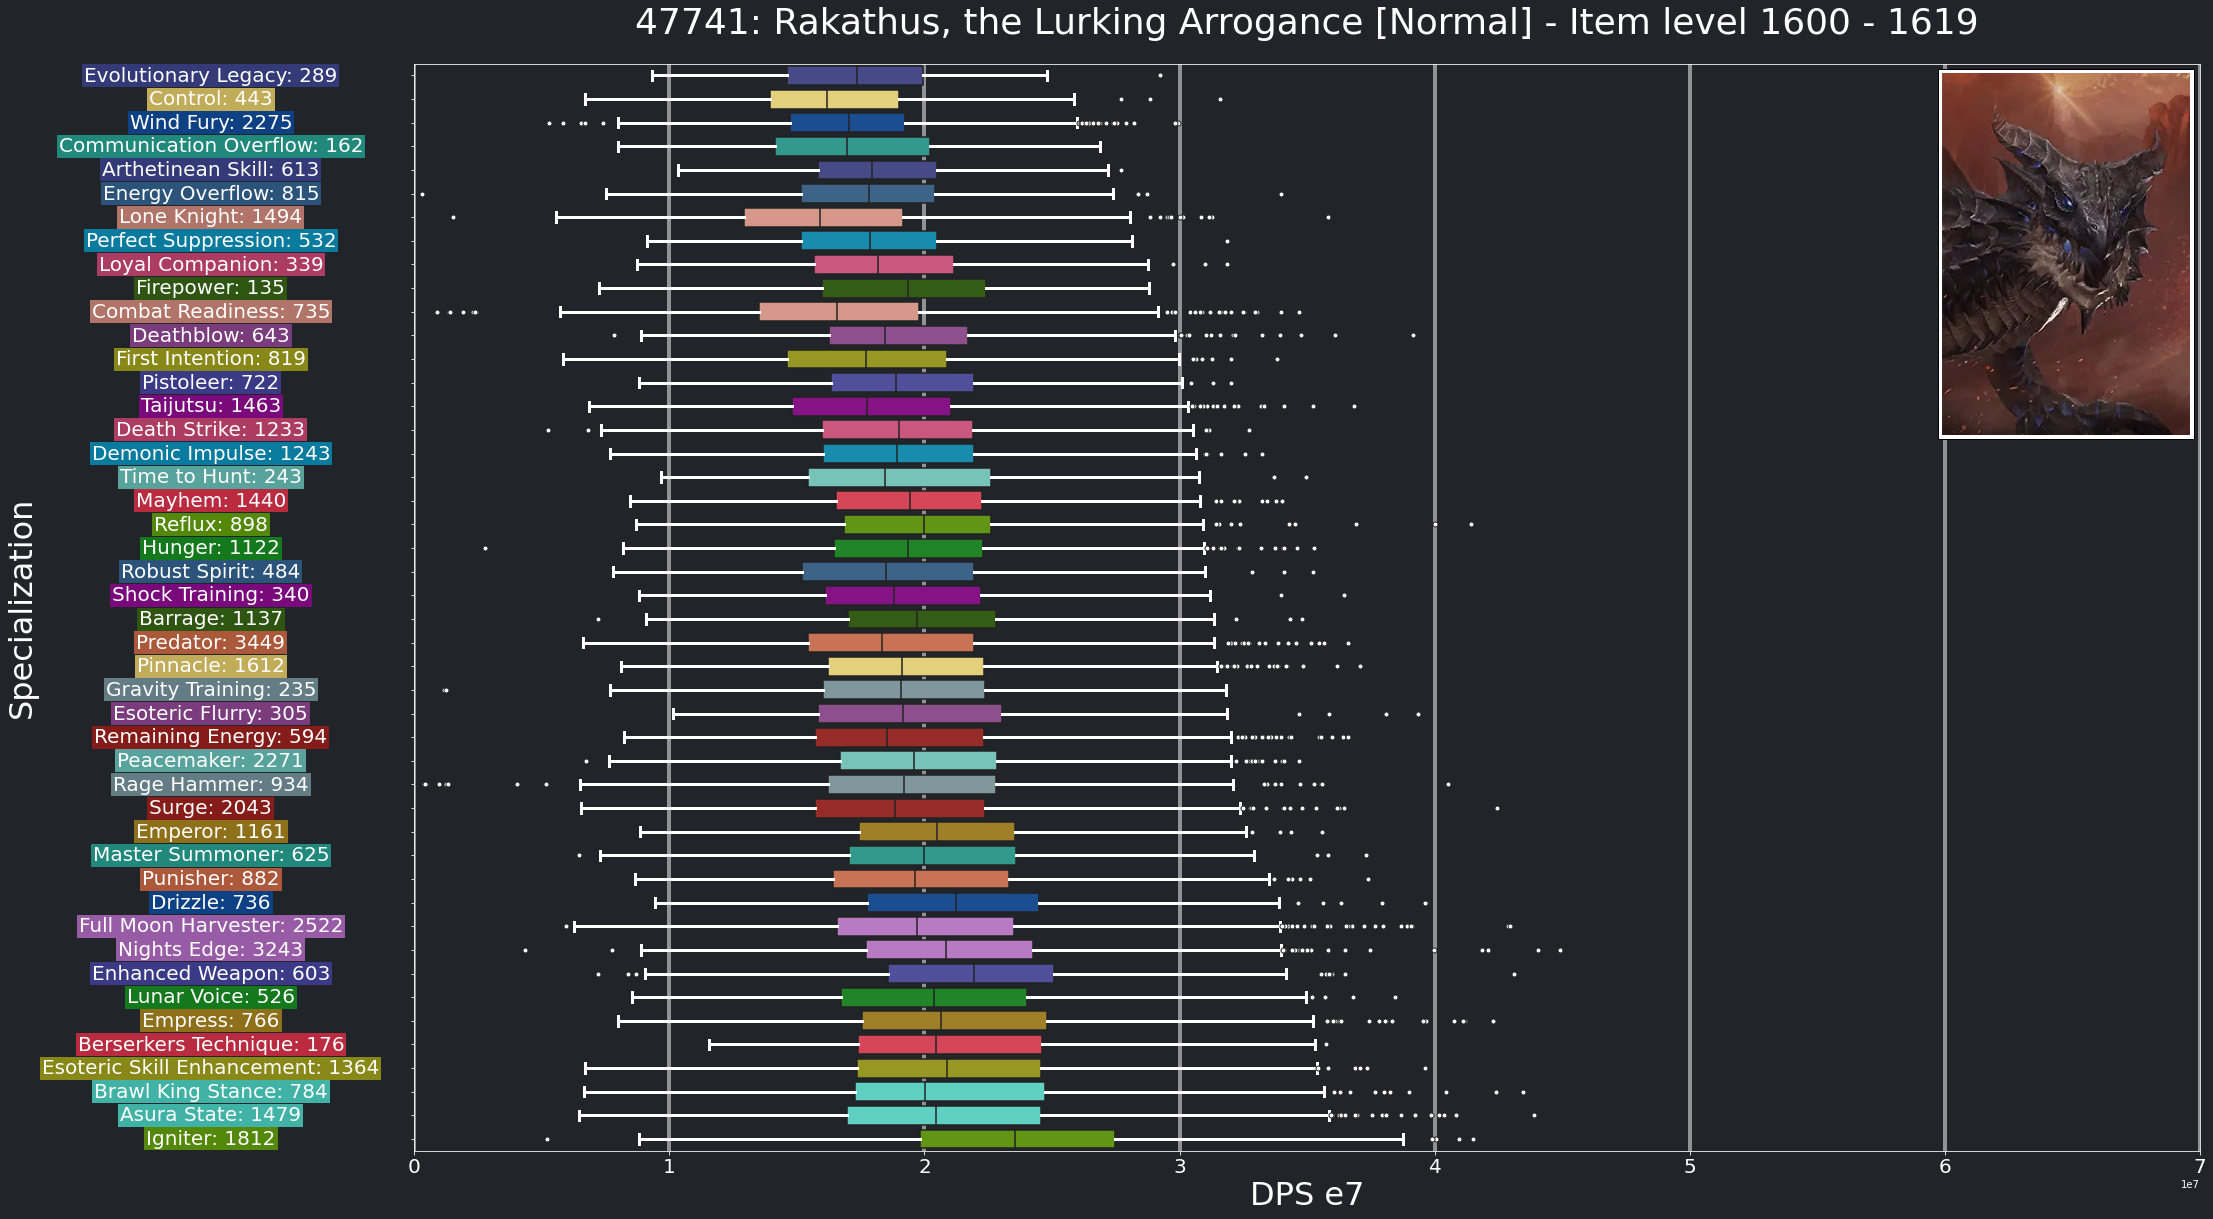 47741: Rakathus, the Lurking Arrogance [Normal] - Item level 1600 - 1619
Specialization
Evolutionary Legacy: 289
Control: 443
Wind Fury: 2275
Communication Overflow: 162
Arthetinean Skill: 613
Energy Overflow: 815
Lone Knight: 1494
Perfect Suppression: 532
Loyal Companion: 339
Firepower: 135
Combat Readiness: 735
Deathblow: 643
First Intention: 819
Pistoleer: 722
Taijutsu: 1463
Death Strike: 1233
Demonic Impulse: 1243
Time to Hunt: 243
Mayhem: 1440
Reflux: 898
Hunger: 1122
Robust Spirit: 484
Shock Training: 340
Barrage: 1137
Predator: 3449
Pinnacle: 1612
Gravity Training: 235
Esoteric Flurry: 305
Remaining Energy: 594
Peacemaker: 2271
Rage Hammer: 934
Surge: 2043
Emperor: 1161
Master Summoner: 625
Punisher: 882
Drizzle: 736
Full Moon Harvester: 2522
Nights Edge: 3243
Enhanced Weapon: 603
Lunar Voice: 526
Empress: 766
Berserkers Technique: 176
Esoteric Skill Enhancement: 1364
Brawl King Stance: 784
Asura State: 1479
Igniter: 1812
0 1 2 3 4 5 6 7
1e7
DPS e7